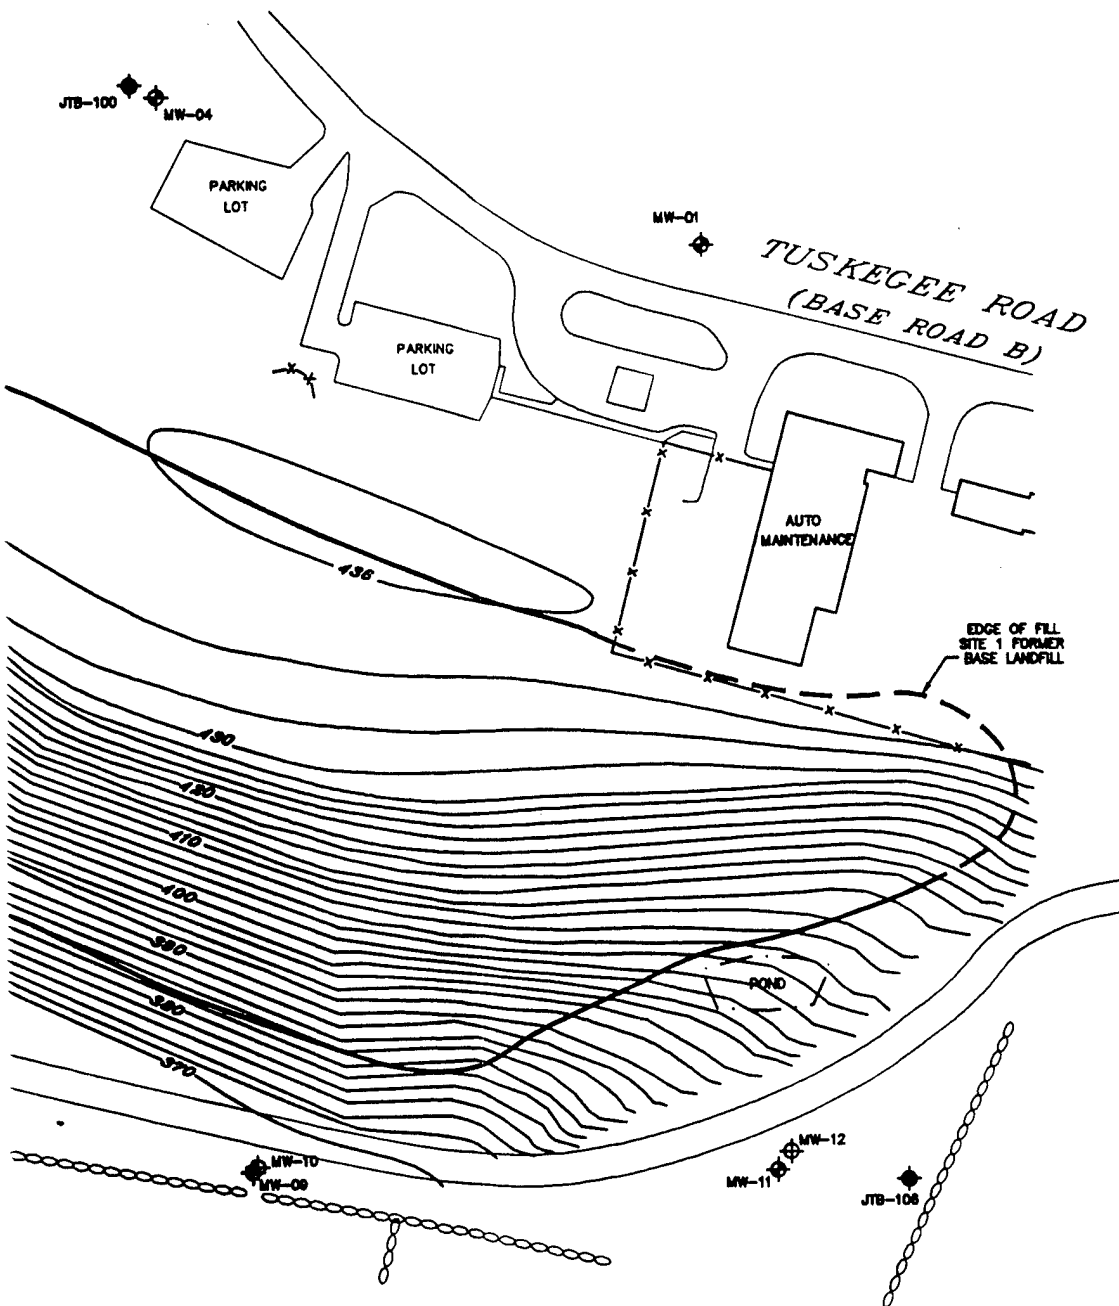 JTB-100
MW-04
PARKING
LOT
MW-01
TUSKEGEE ROAD
(BASE ROAD B)
PARKING
LOT
436
AUTO
MAINTENANCE
EDGE OF FILL
SITE 1 FORMER
BASE LANDFILL
430
420
410
400
390
380
370
POND
MW-12
MW-11
MW-10
MW-09
JTB-106